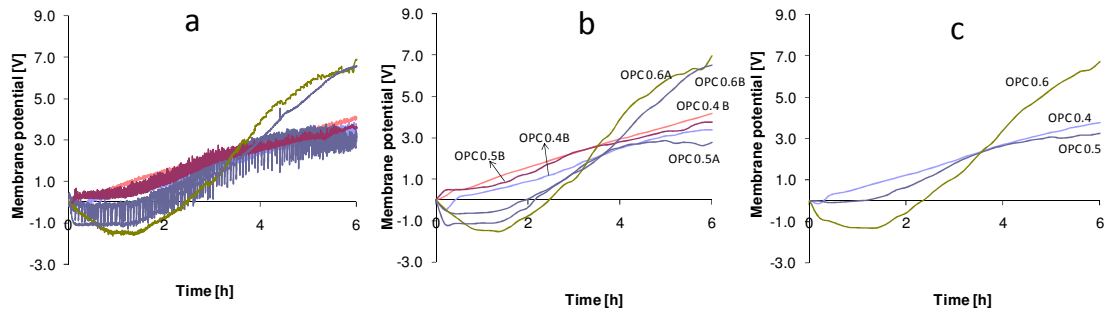 a
9.0
7.0
5.0
3.0
1.0
-1.0
-3.0
0
2
4
6
Membrane potential [V]
Time [h]
b
9.0
7.0
5.0
3.0
1.0
-1.0
-3.0
0
2
4
6
Membrane potential [V]
Time [h]
OPC 0.6A
OPC 0.6B
OPC 0.4 B
OPC 0.4B
OPC 0.5B
OPC 0.5A
c
9.0
7.0
5.0
3.0
1.0
-1.0
-3.0
0
2
4
6
Membrane potential [V]
Time [h]
OPC 0.6
OPC 0.4
OPC 0.5